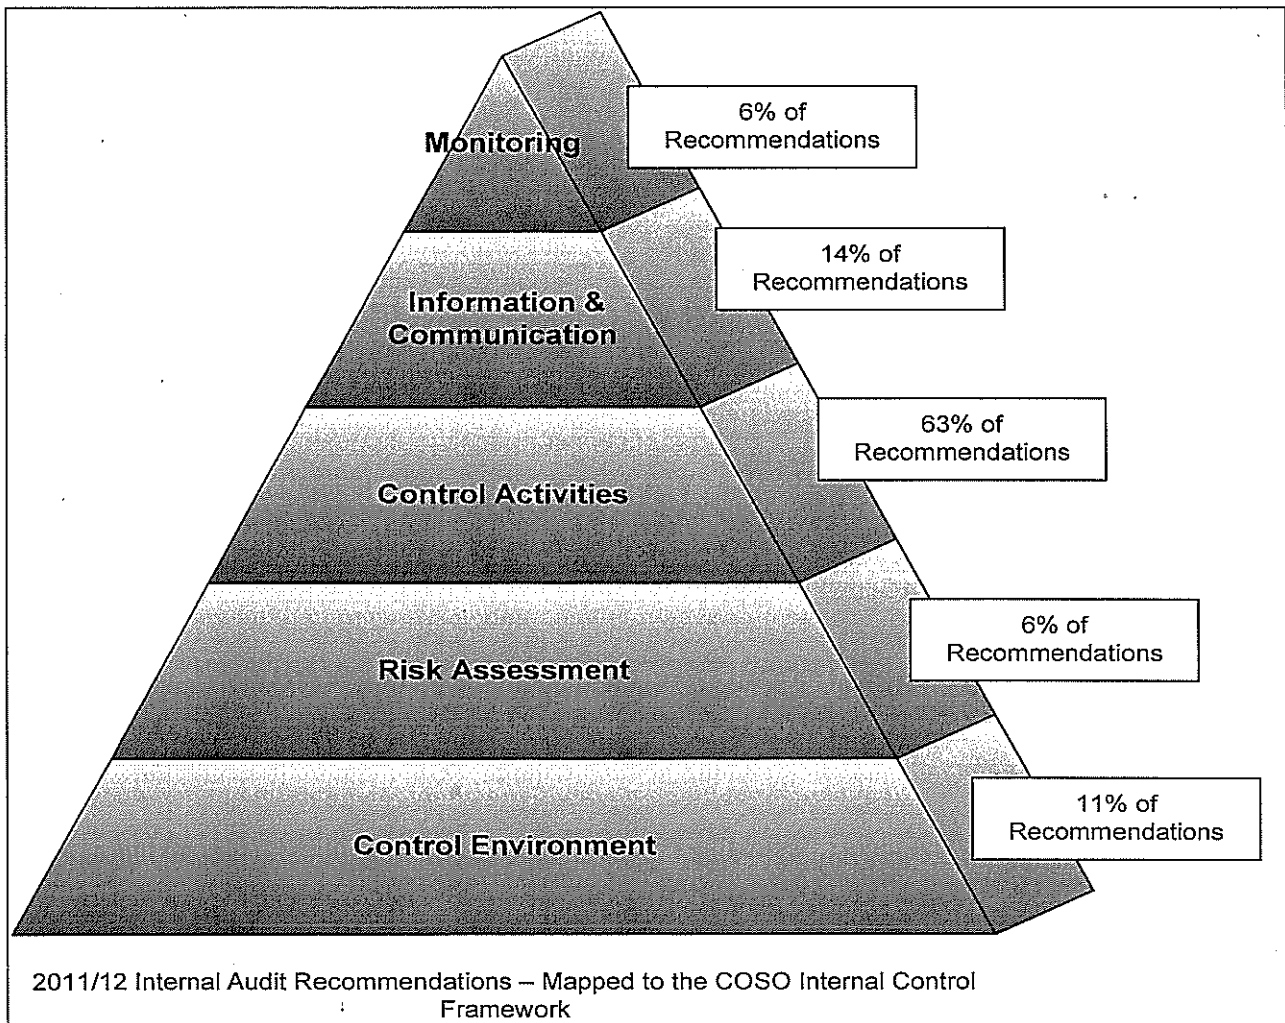 Monitoring
6% of
Recommendations
Information &
Communication
14% of
Recommendations
Control Activities
63% of
Recommendations
Risk Assessment
6% of
Recommendations
Control Environment
11% of
Recommendations
2011/12 Internal Audit Recommendations – Mapped to the COSO Internal Control
Framework